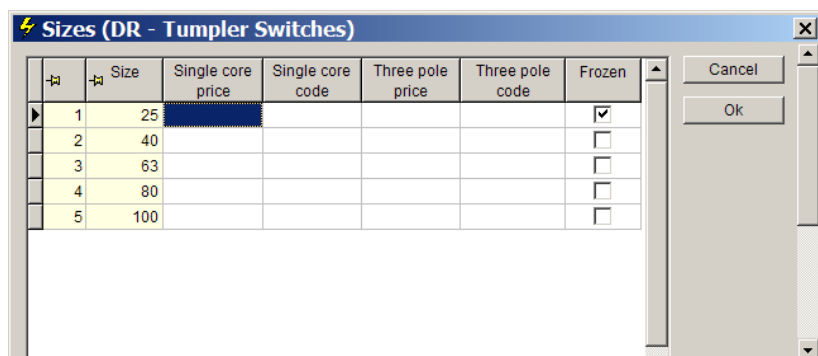 Sizes (DR - Tumpler Switches)
Size Single core price Single core code Three pole price Three pole code Frozen
1 25
2 40
3 63
4 80
5 100
Cancel
Ok